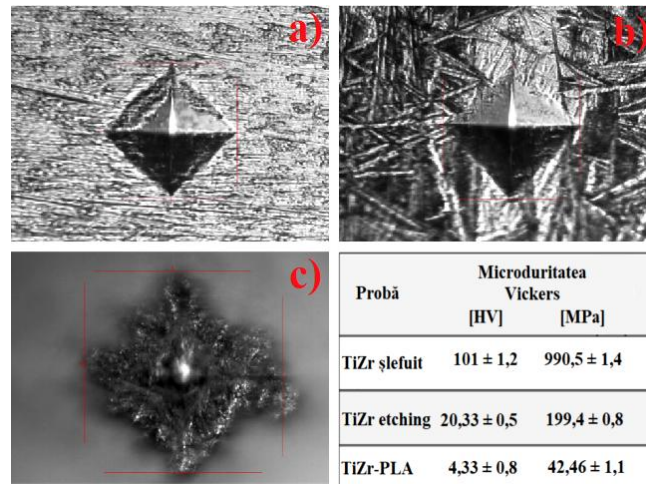 a)
b)
c)
Probă Microduritatea Vickers
[HV] [MPa]
TiZr șlefuit 101 ± 1,2 990,5 ± 1,4
TiZr etching 20,33 ± 0,5 199,4 ± 0,8
TiZr-PLA 4,33 ± 0,8 42,46 ± 1,1